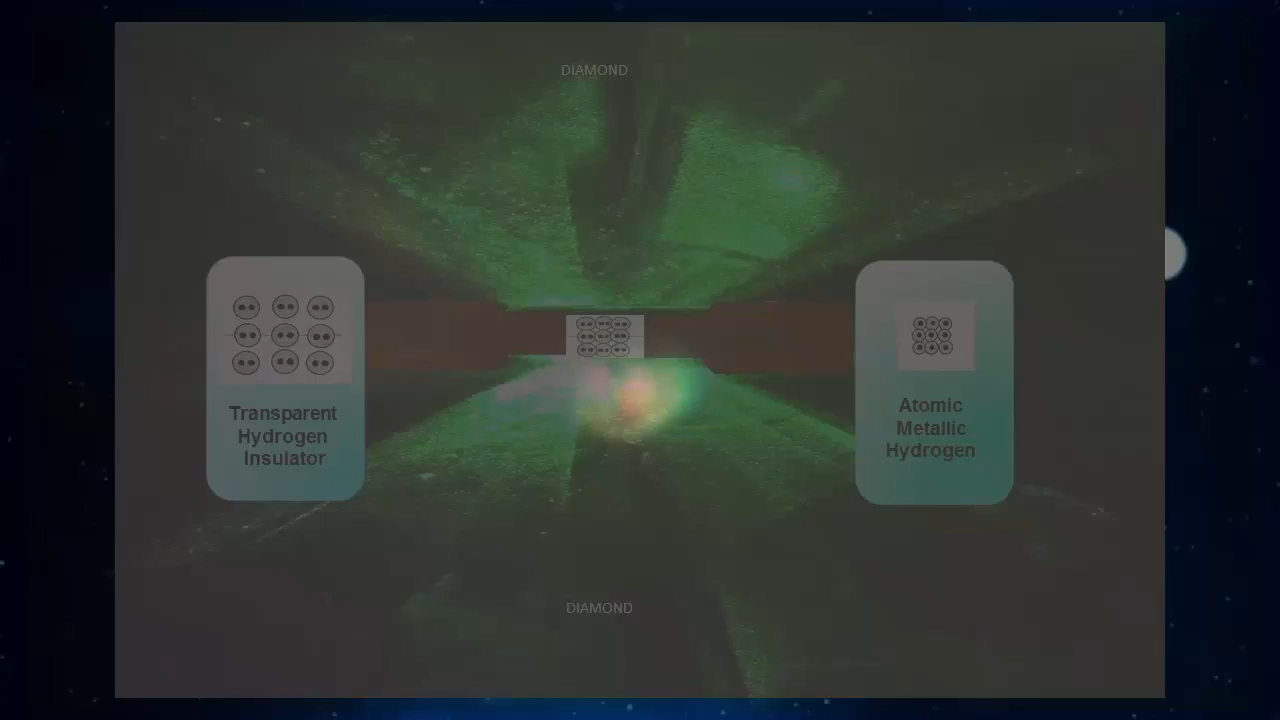 DIAMOND
Transparent
Hydrogen
Insulator
Atomic
Metallic
Hydrogen
DIAMOND